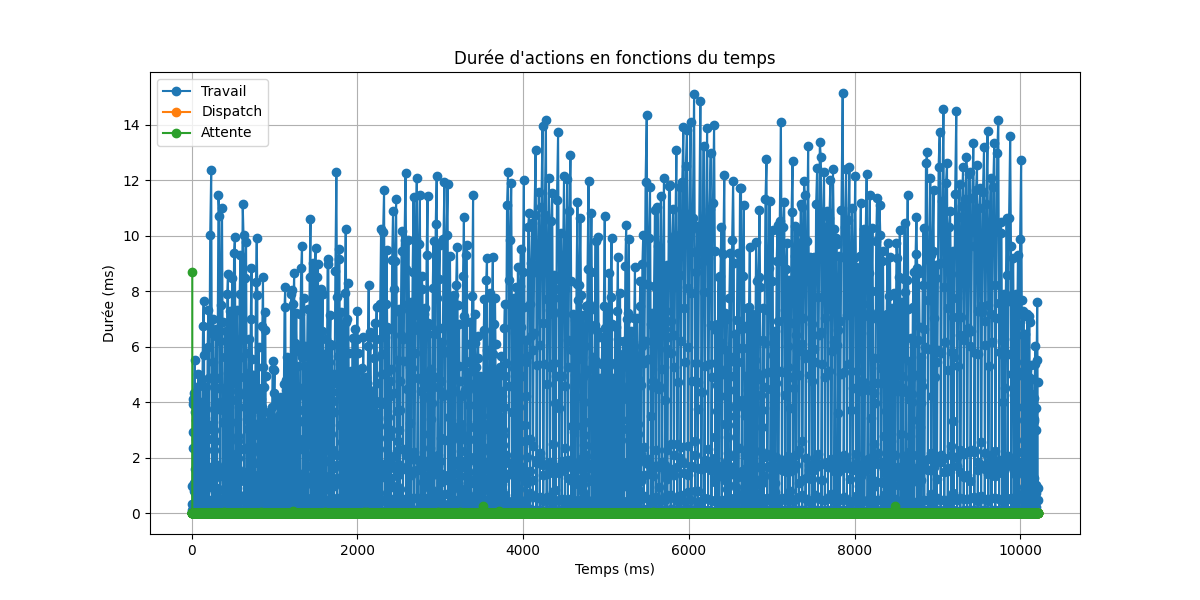 Durée d'actions en fonctions du temps
Travail
Dispatch
Attente
14
12
10
8
6
4
2
0
Durée (ms)
0 2000 4000 6000 8000 10000
Temps (ms)